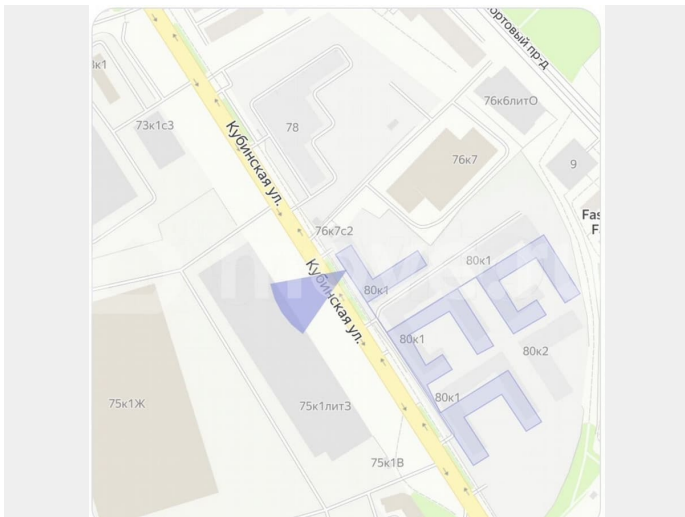 ортовый пр-д
3к1
76к6литО
73к1с3
78
Кубинская ул.
76к7
9
Fas
F
76к7с2
80к1
Кубинская ул.
80к1
80к1
80к2
80к1
75к1Ж
75к1литЗ
75к1В